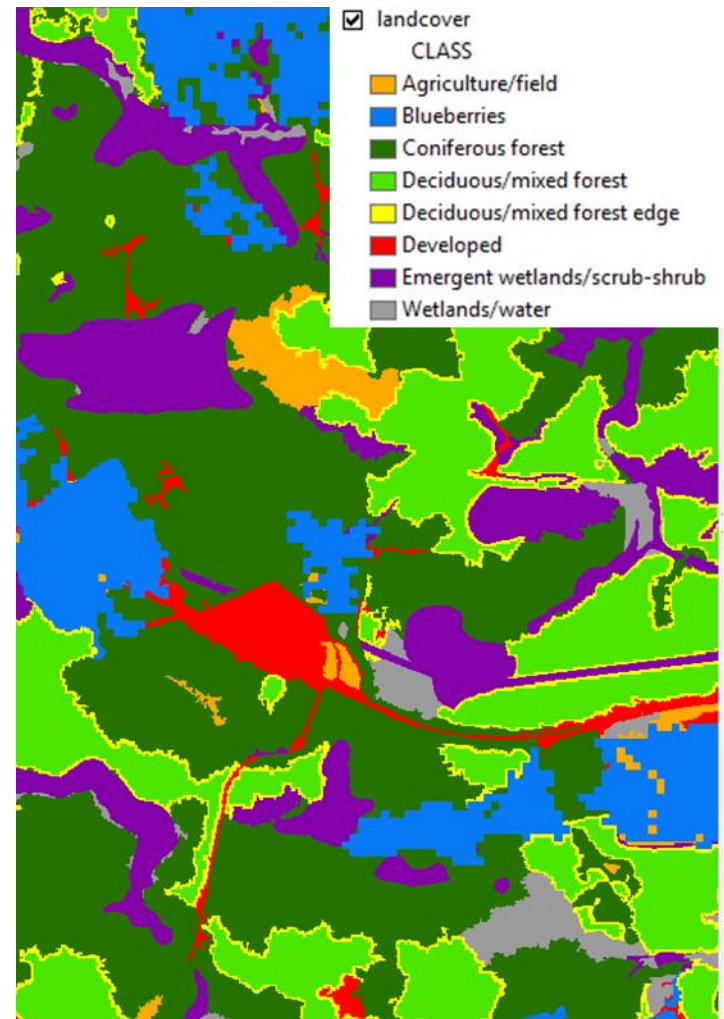 landcover
CLASS
Agriculture/field
Blueberries
Coniferous forest
Deciduous/mixed forest
Deciduous/mixed forest edge
Developed
Emergent wetlands/scrub-shrub
Wetlands/water